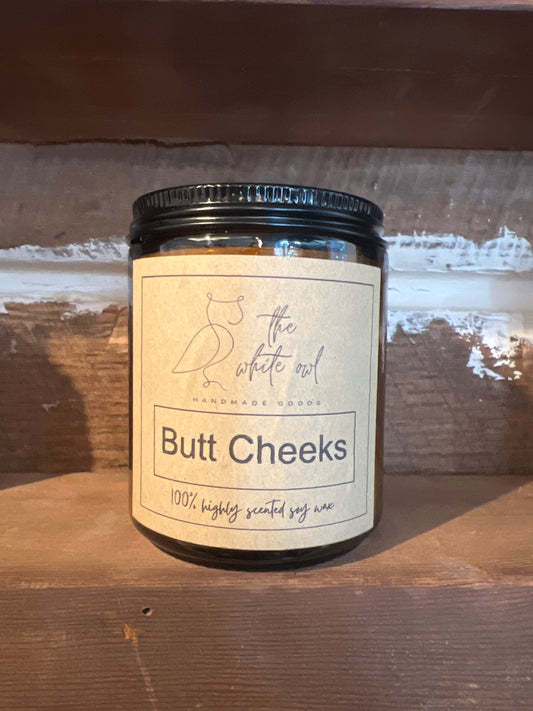 the
white owl
HANDMADE GOODS
Butt Cheeks
100% highly scented soy wax